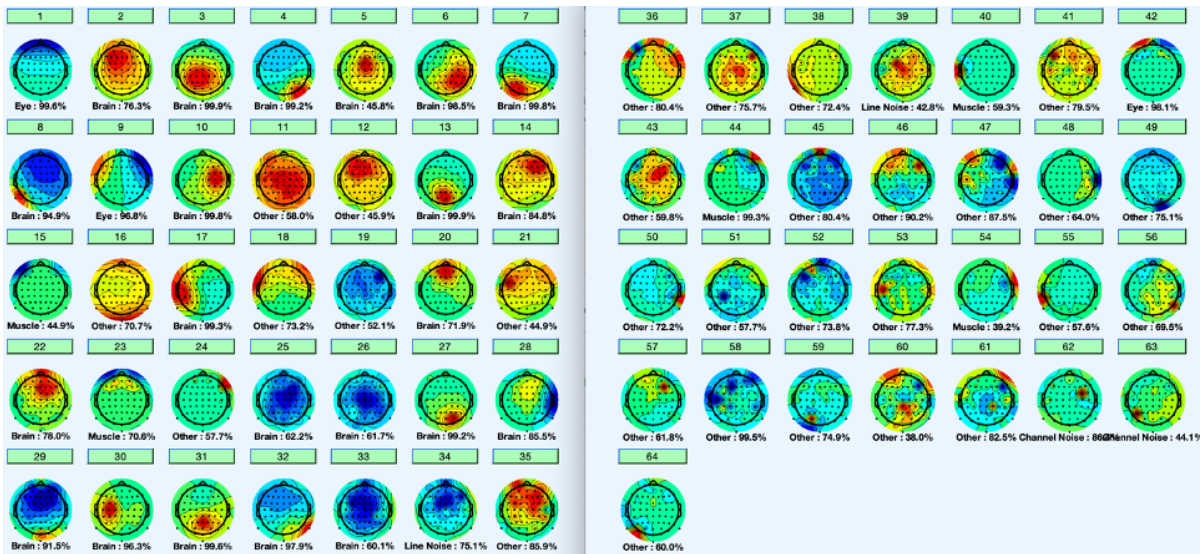 1 2 3 4 5 6 7
Eye : 99.6% Brain : 76.3% Brain : 99.9% Brain : 99.2% Brain : 45.8% Brain : 98.5% Brain : 99.8%
8 9 10 11 12 13 14
Brain : 94.9% Eye : 96.8% Brain : 99.8% Other : 58.0% Other : 45.9% Brain : 99.9% Brain : 84.8%
15 16 17 18 19 20 21
Muscle : 44.9% Other : 70.7% Brain : 99.3% Other : 73.2% Other : 52.1% Brain : 71.9% Other : 44.9%
22 23 24 25 26 27 28
Brain : 78.0% Muscle : 70.6% Other : 57.7% Brain : 62.2% Brain : 61.7% Brain : 99.2% Brain : 85.5%
29 30 31 32 33 34 35
Brain : 91.5% Brain : 96.3% Brain : 99.6% Brain : 97.9% Brain : 60.1% Line Noise : 75.1% Other : 85.9%
36 37 38 39 40 41 42
Other : 80.4% Other : 75.7% Other : 72.4% Line Noise : 42.8% Muscle : 59.3% Other : 79.5% Eye : 98.1%
43 44 45 46 47 48 49
Other : 59.8% Muscle : 99.3% Other : 80.4% Other : 90.2% Other : 87.5% Other : 64.0% Other : 75.1%
50 51 52 53 54 55 56
Other : 72.2% Other : 57.7% Other : 73.8% Other : 77.3% Muscle : 39.2% Other : 57.6% Other : 69.5%
57 58 59 60 61 62 63
Other : 61.8% Other : 99.5% Other : 74.9% Other : 38.0% Other : 82.5% Channel Noise : Channel Noise : 44.1%
64
Other : 60.0%